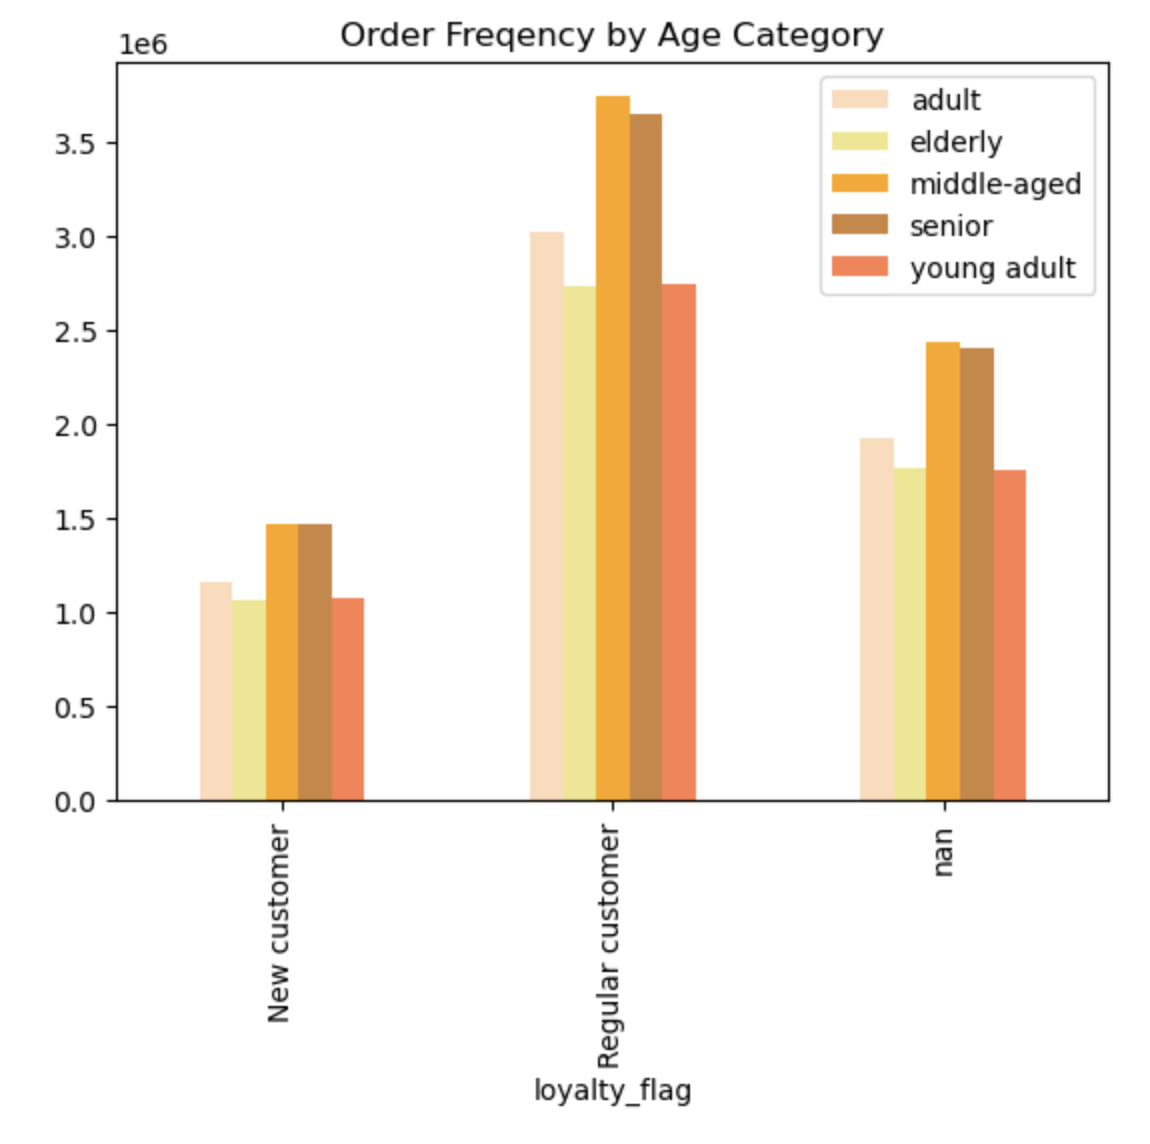 Order Freqency by Age Category
1e6
adult
elderly
middle-aged
senior
young adult
3.5
3.0
2.5
2.0
1.5
1.0
0.5
0.0
New customer
Regular customer
nan
loyalty_flag